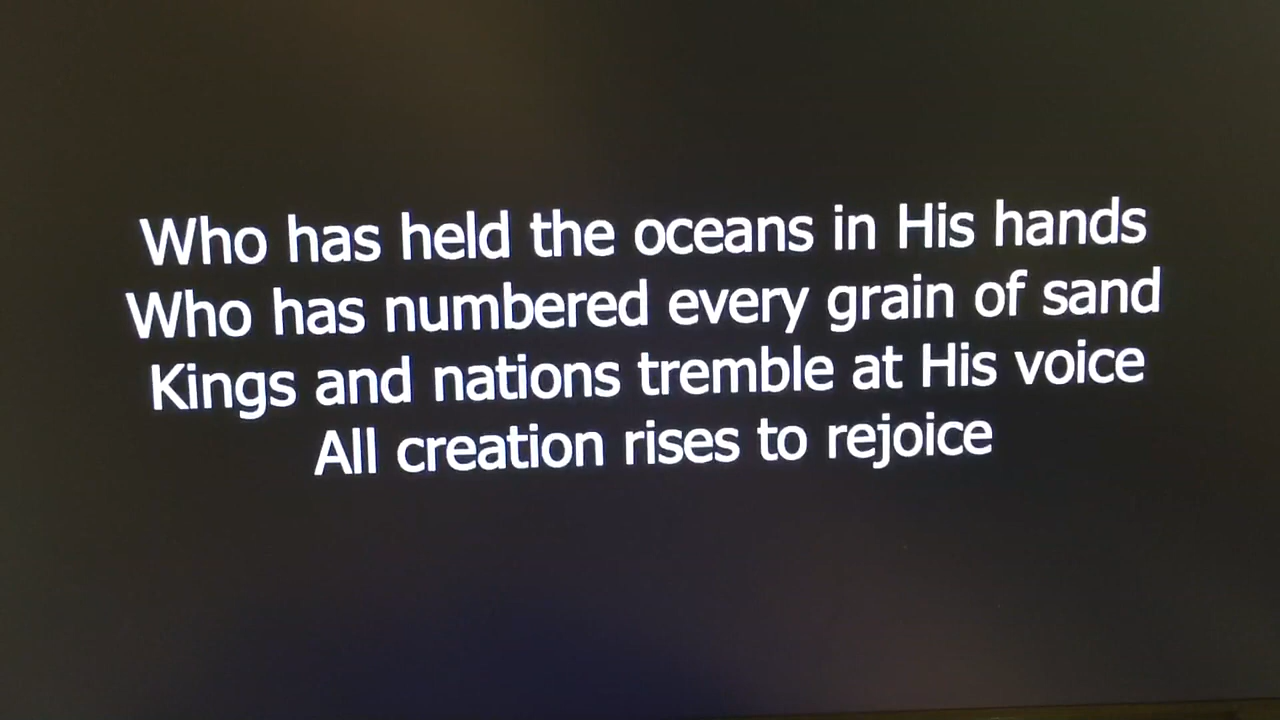 Who has held the oceans in His hands
Who has numbered every grain of sand
Kings and nations tremble at His voice
All creation rises to rejoice